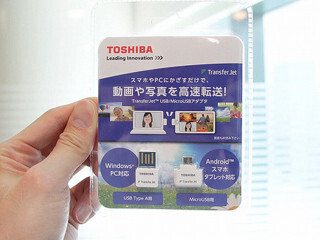 TOSHIBA
Leading Innovation >>>
TransferJet
スマホやPCにかざすだけで、
動画や写真を高速転送!
TransferJet™ USB/MicroUSBアダプタ
Windows®
PC対応
Android™
スマホ
タブレット対応
TransferJet
USB Type A用
MicroUSB用